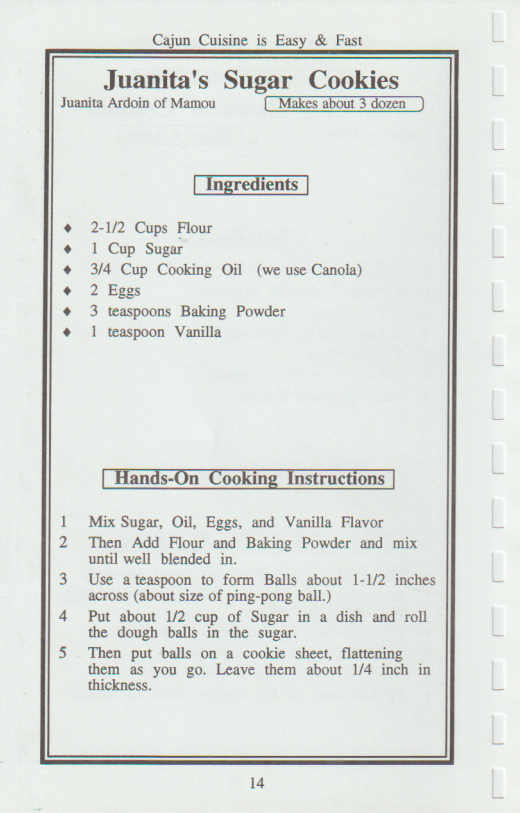 Cajun Cuisine is Easy & Fast
Juanita's Sugar Cookies
Juanita Ardoin of Mamou Makes about 3 dozen
Ingredients
♦ 2-1/2 Cups Flour
♦ 1 Cup Sugar
♦ 3/4 Cup Cooking Oil (we use Canola)
♦ 2 Eggs
♦ 3 teaspoons Baking Powder
♦ 1 teaspoon Vanilla
Hands-On Cooking Instructions
1 Mix Sugar, Oil, Eggs, and Vanilla Flavor
2 Then Add Flour and Baking Powder and mix
until well blended in.
3 Use a teaspoon to form Balls about 1-1/2 inches
across (about size of ping-pong ball.)
4 Put about 1/2 cup of Sugar in a dish and roll
the dough balls in the sugar.
5 Then put balls on a cookie sheet, flattening
them as you go. Leave them about 1/4 inch in
thickness.
14